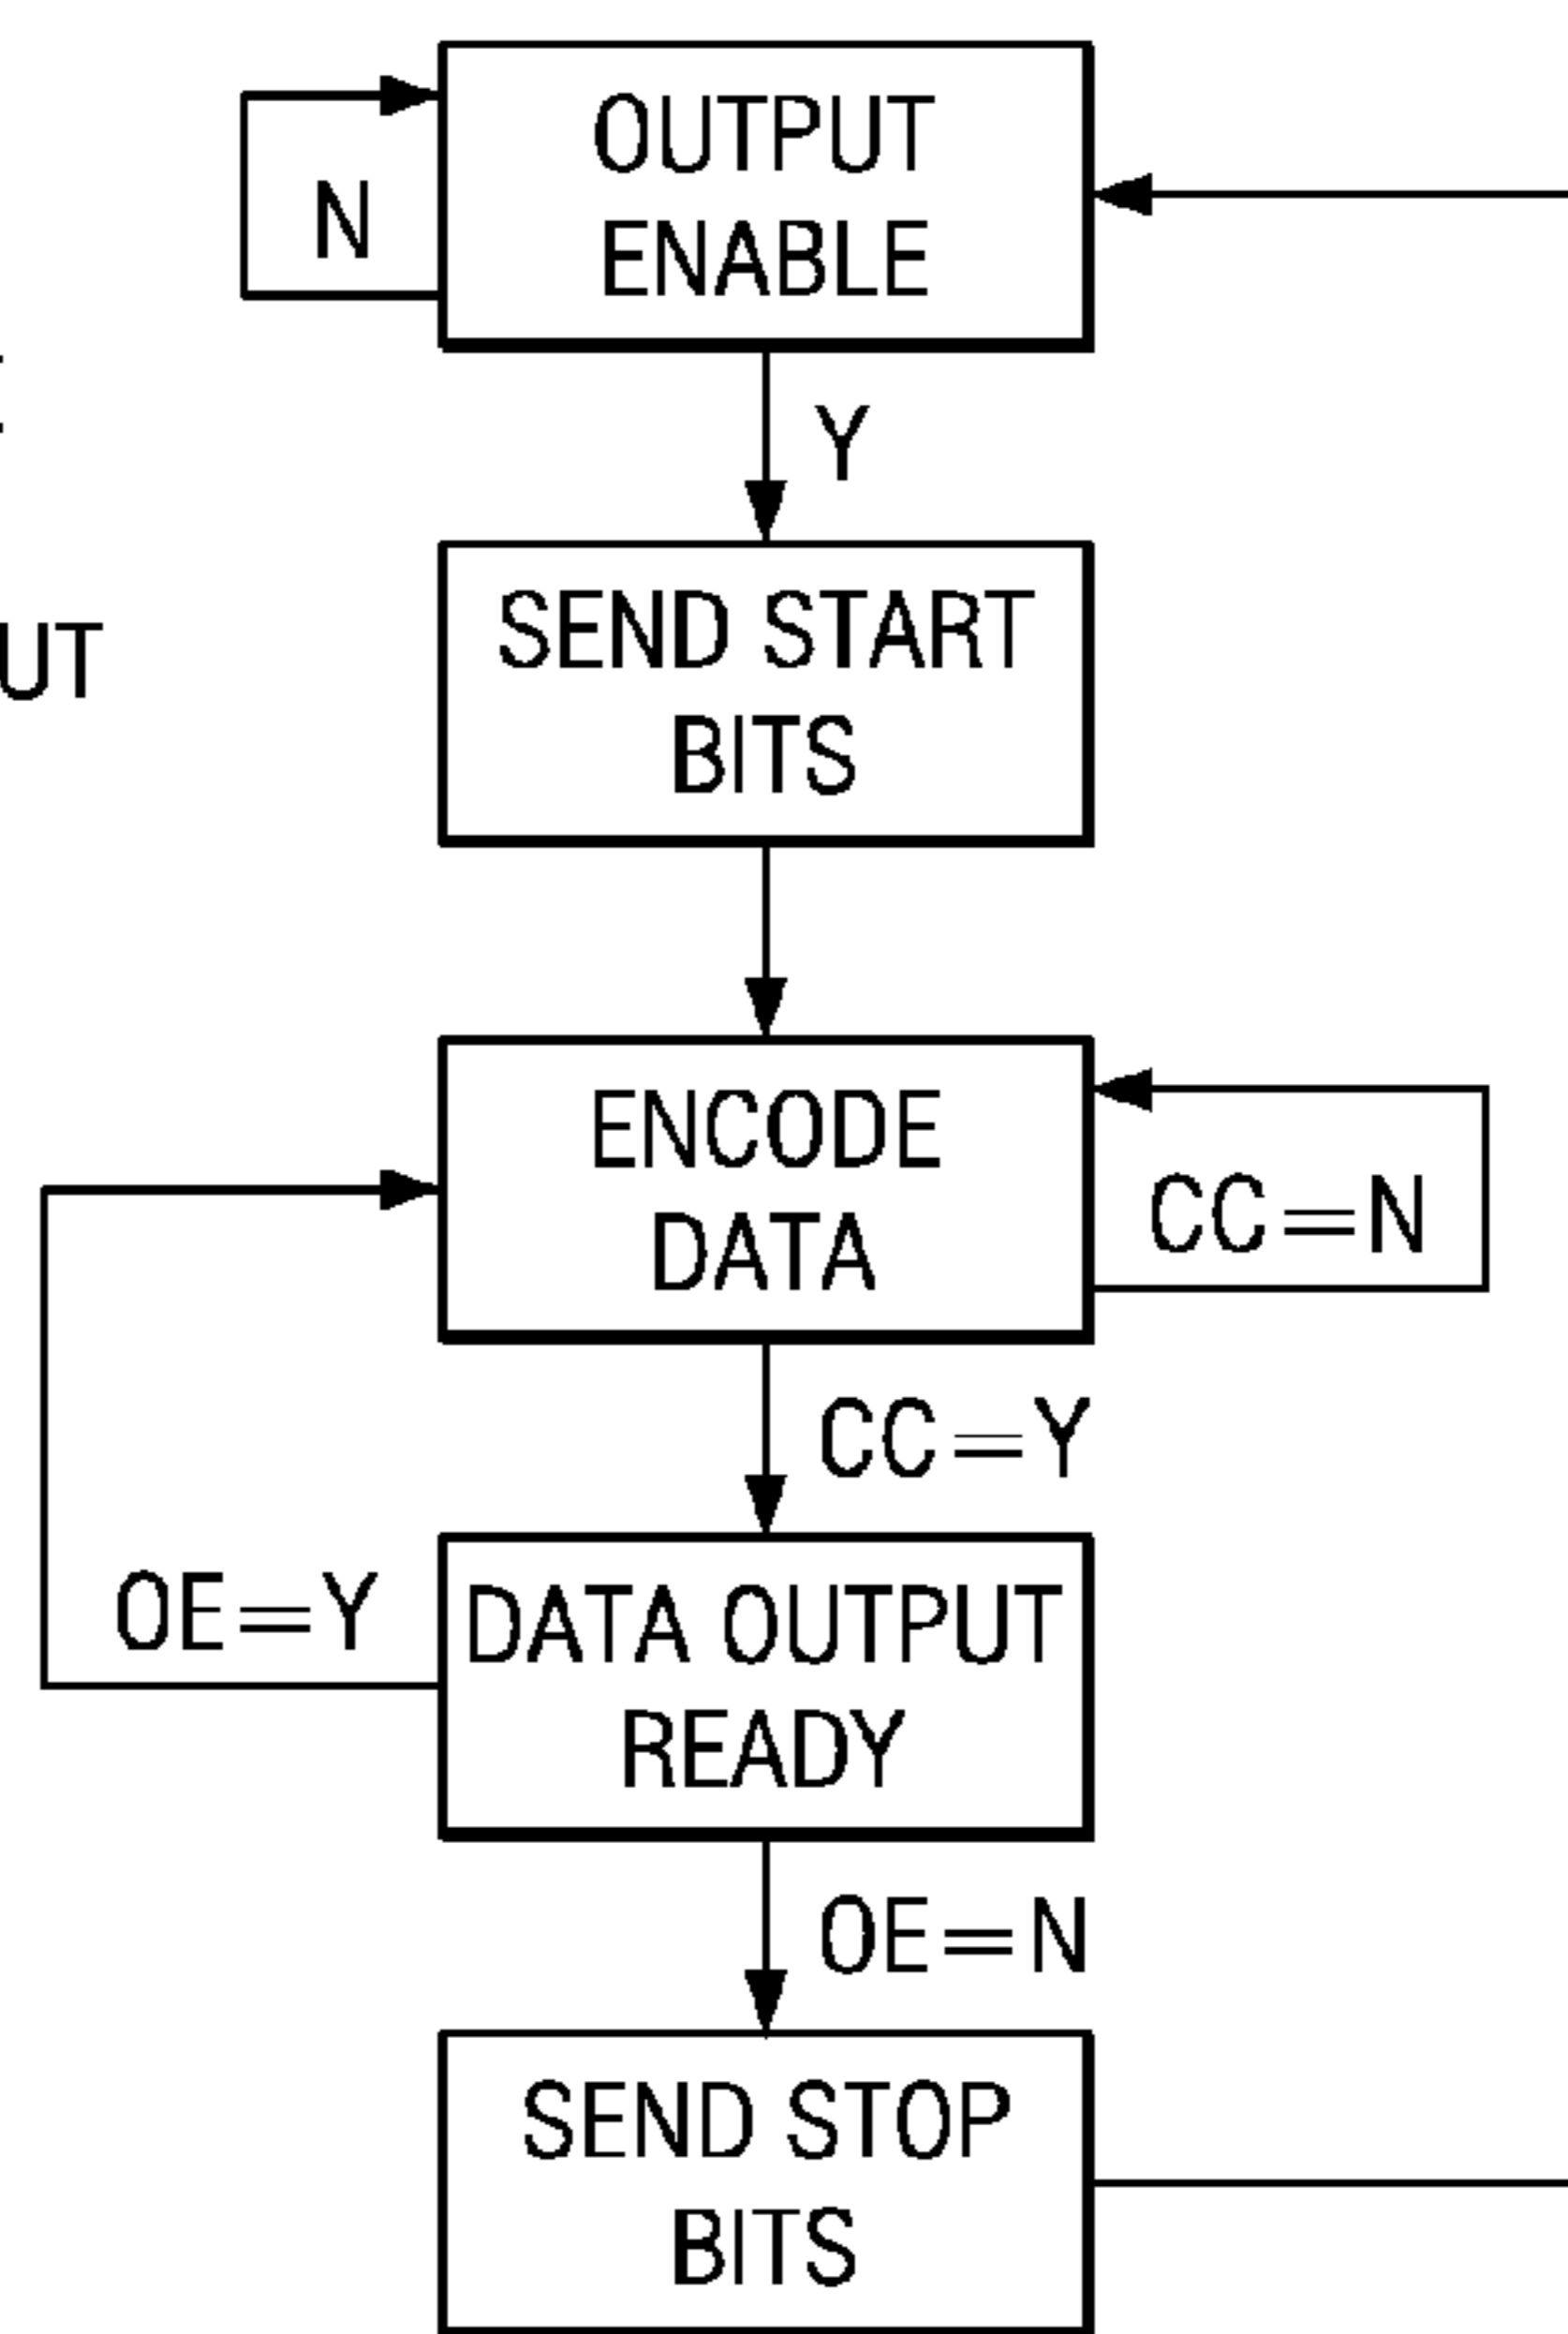 OUTPUT
ENABLE
N
Y
UT
SEND START
BITS
ENCODE
DATA
CC=N
CC=Y
OE=Y
DATA OUTPUT
READY
OE=N
SEND STOP
BITS